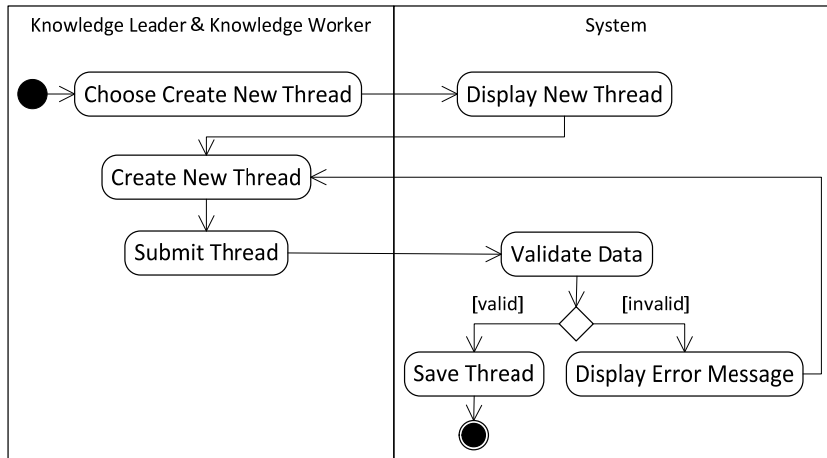 Knowledge Leader & Knowledge Worker
System
Choose Create New Thread
Display New Thread
Create New Thread
Submit Thread
Validate Data
[valid]
[invalid]
Save Thread
Display Error Message